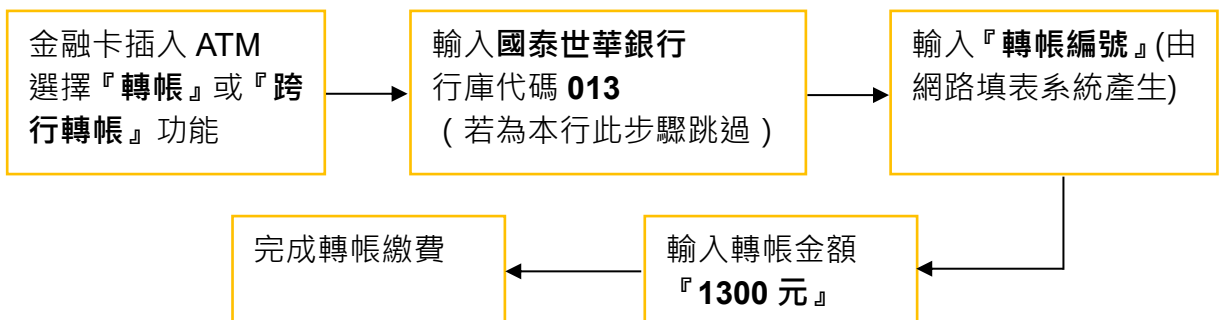 金融卡插入 ATM
選擇『轉帳』或『跨
行轉帳』功能
輸入國泰世華銀行
行庫代碼 013
（若為本行此步驟跳過）
輸入『轉帳編號』(由
網路填表系統產生)
輸入轉帳金額
『1300 元』
完成轉帳繳費